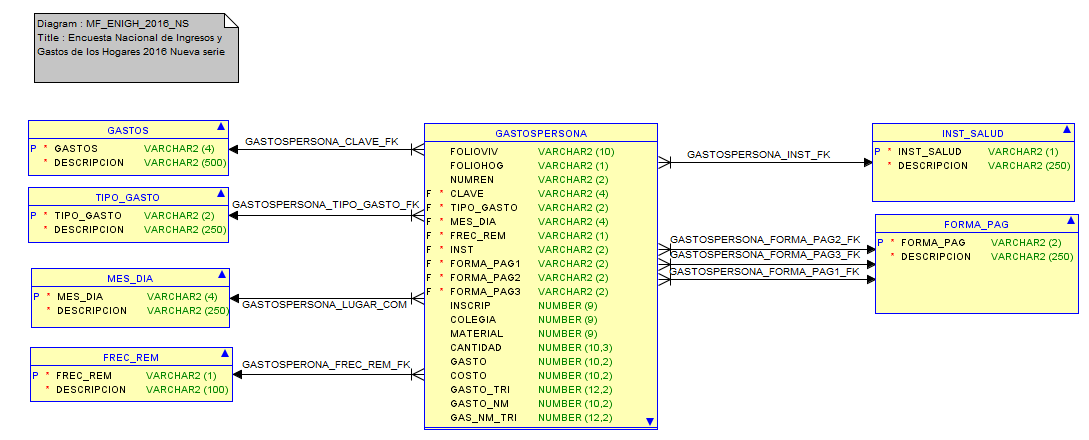 Diagram : MF_ENIGH_2016_NS
Title : Encuesta Nacional de Ingresos y
Gastos de los Hogares 2016 Nueva serie
GASTOS
P * GASTOS VARCHAR2 (4)
* DESCRIPCION VARCHAR2 (500)
TIPO_GASTO
P * TIPO_GASTO VARCHAR2 (2)
* DESCRIPCION VARCHAR2 (250)
MES_DIA
P * MES_DIA VARCHAR2 (4)
* DESCRIPCION VARCHAR2 (250)
FREC_REM
P * FREC_REM VARCHAR2 (1)
* DESCRIPCION VARCHAR2 (100)
GASTOSPERSONA_CLAVE_FK
GASTOSPERSONA_TIPO_GASTO_FK
GASTOSPERSONA_LUGAR_COM
GASTOSPERONA_FREC_REM_FK
GASTOSPERSONA
FOLIOVIV VARCHAR2 (10)
FOLIOHOG VARCHAR2 (1)
NUMREN VARCHAR2 (2)
F * CLAVE VARCHAR2 (4)
F * TIPO_GASTO VARCHAR2 (2)
F * MES_DIA VARCHAR2 (4)
F * FREC_REM VARCHAR2 (1)
F * INST VARCHAR2 (2)
F * FORMA_PAG1 VARCHAR2 (2)
F * FORMA_PAG2 VARCHAR2 (2)
F * FORMA_PAG3 VARCHAR2 (2)
INSCRIP NUMBER (9)
COLEGIA NUMBER (9)
MATERIAL NUMBER (9)
CANTIDAD NUMBER (10,3)
GASTO NUMBER (10,2)
COSTO NUMBER (10,2)
GASTO_TRI NUMBER (12,2)
GASTO_NM NUMBER (10,2)
GAS_NM_TRI NUMBER (12,2)
GASTOSPERSONA_INST_FK
GASTOSPERSONA_FORMA_PAG2_FK
GASTOSPERSONA_FORMA_PAG3_FK
GASTOSPERSONA_FORMA_PAG1_FK
INST_SALUD
P * INST_SALUD VARCHAR2 (1)
* DESCRIPCION VARCHAR2 (250)
FORMA_PAG
P * FORMA_PAG VARCHAR2 (2)
* DESCRIPCION VARCHAR2 (250)